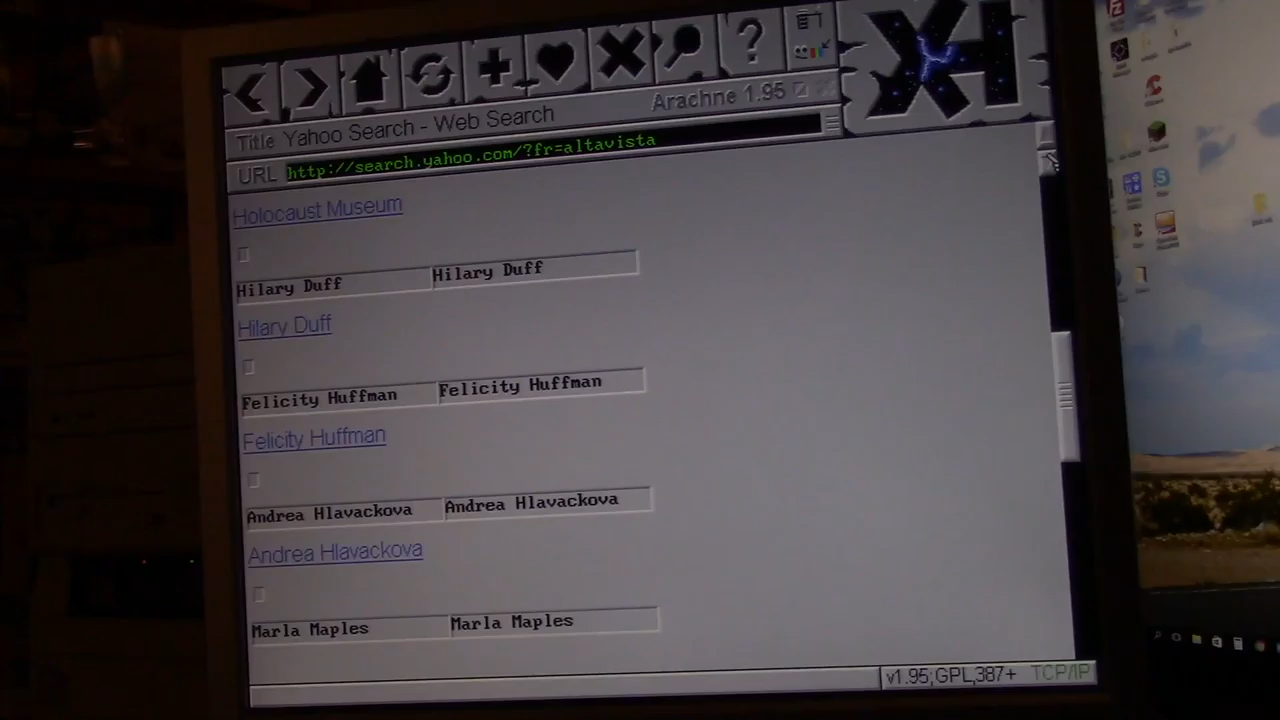 Arachne 1.95
Title Yahoo Search - Web Search
URL http://search.yahoo.com/?fr=altavista
Holocaust Museum
Hilary Duff Hilary Duff
Hilary Duff
Felicity Huffman Felicity Huffman
Felicity Huffman
Andrea Hlavackova Andrea Hlavackova
Andrea Hlavackova
Marla Maples Marla Maples
v1.95;GPL,387+ TCP/IP